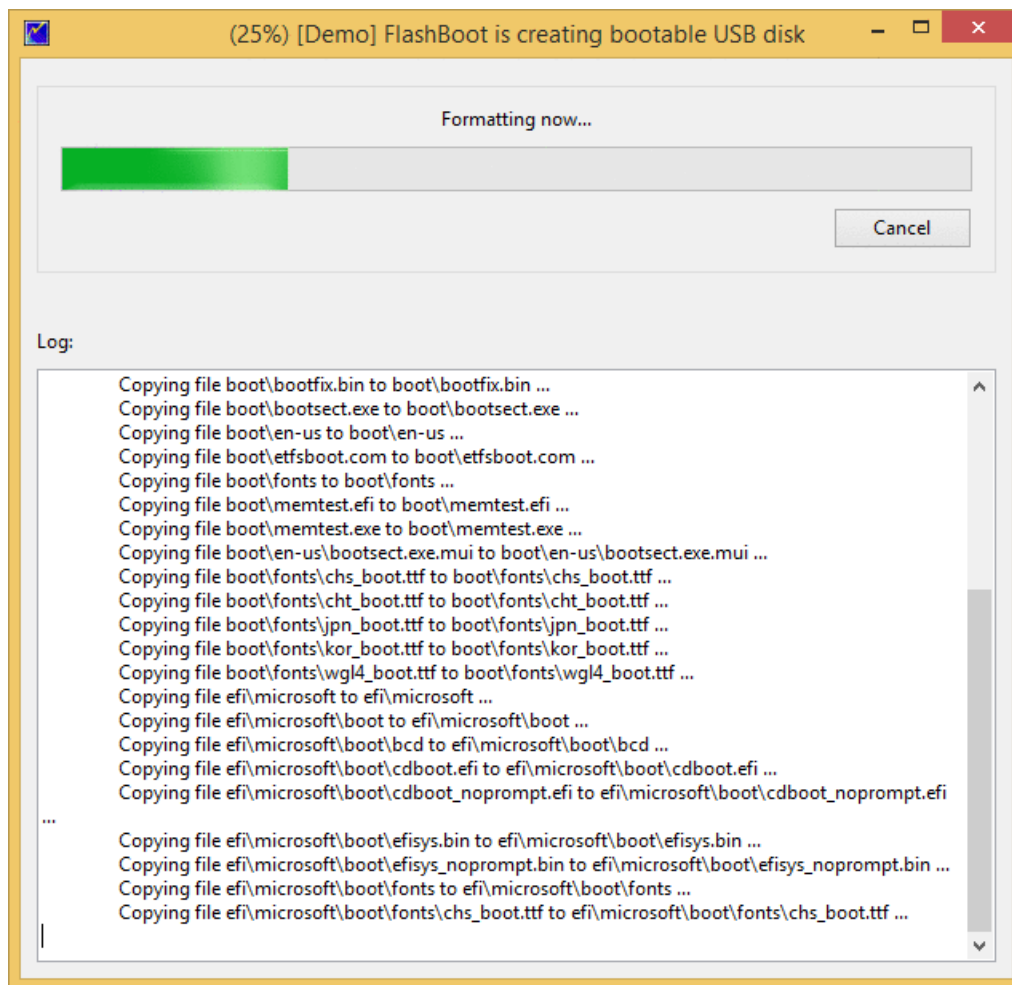 (25%) [Demo] FlashBoot is creating bootable USB disk
Formatting now...
Cancel
Log:
Copying file boot\bootfix.bin to boot\bootfix.bin ...
Copying file boot\bootsect.exe to boot\bootsect.exe ...
Copying file boot\en-us to boot\en-us ...
Copying file boot\etfsboot.com to boot\etfsboot.com ...
Copying file boot\fonts to boot\fonts ...
Copying file boot\memtest.efi to boot\memtest.efi ...
Copying file boot\memtest.exe to boot\memtest.exe ...
Copying file boot\en-us\bootsect.exe.mui to boot\en-us\bootsect.exe.mui ...
Copying file boot\fonts\chs_boot.ttf to boot\fonts\chs_boot.ttf ...
Copying file boot\fonts\cht_boot.ttf to boot\fonts\cht_boot.ttf ...
Copying file boot\fonts\jpn_boot.ttf to boot\fonts\jpn_boot.ttf ...
Copying file boot\fonts\kor_boot.ttf to boot\fonts\kor_boot.ttf ...
Copying file boot\fonts\wgl4_boot.ttf to boot\fonts\wgl4_boot.ttf ...
Copying file efi\microsoft to efi\microsoft ...
Copying file efi\microsoft\boot to efi\microsoft\boot ...
Copying file efi\microsoft\boot\bcd to efi\microsoft\boot\bcd ...
Copying file efi\microsoft\boot\cdboot.efi to efi\microsoft\boot\cdboot.efi ...
Copying file efi\microsoft\boot\cdboot_noprompt.efi to efi\microsoft\boot\cdboot_noprompt.efi
...
Copying file efi\microsoft\boot\efisys.bin to efi\microsoft\boot\efisys.bin ...
Copying file efi\microsoft\boot\efisys_noprompt.bin to efi\microsoft\boot\efisys_noprompt.bin ...
Copying file efi\microsoft\boot\fonts to efi\microsoft\boot\fonts ...
Copying file efi\microsoft\boot\fonts\chs_boot.ttf to efi\microsoft\boot\fonts\chs_boot.ttf ...